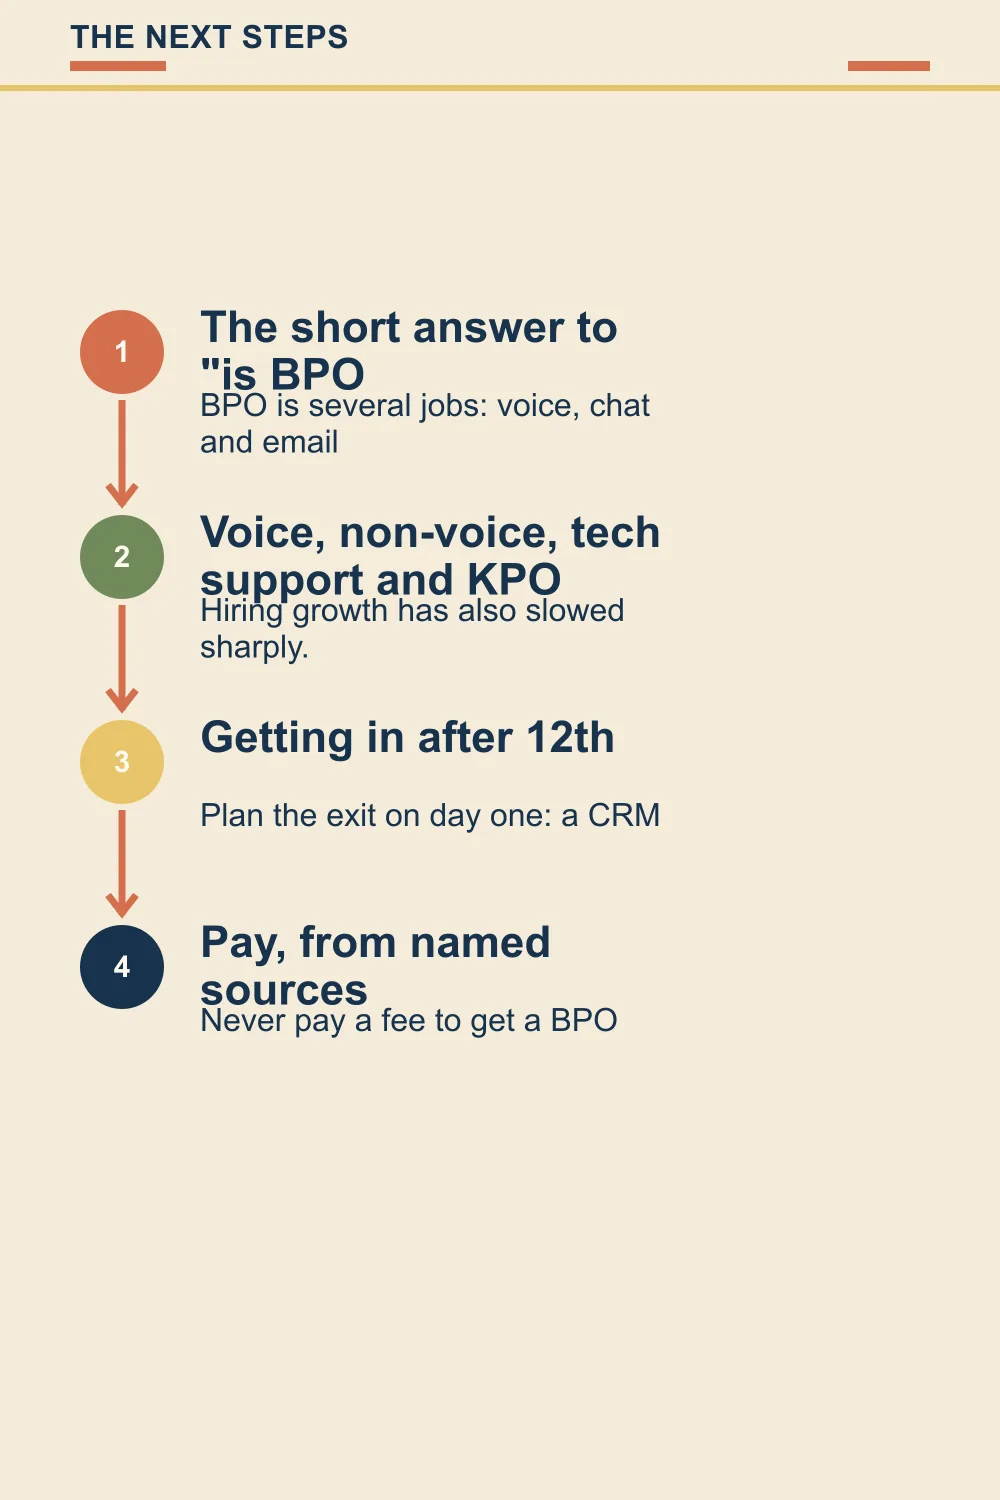 THE NEXT STEPS
1
The short answer to
"is BPO
BPO is several jobs: voice, chat
and email
2
Voice, non-voice, tech
support and KPO
Hiring growth has also slowed
sharply.
3
Getting in after 12th
Plan the exit on day one: a CRM
4
Pay, from named
sources
Never pay a fee to get a BPO